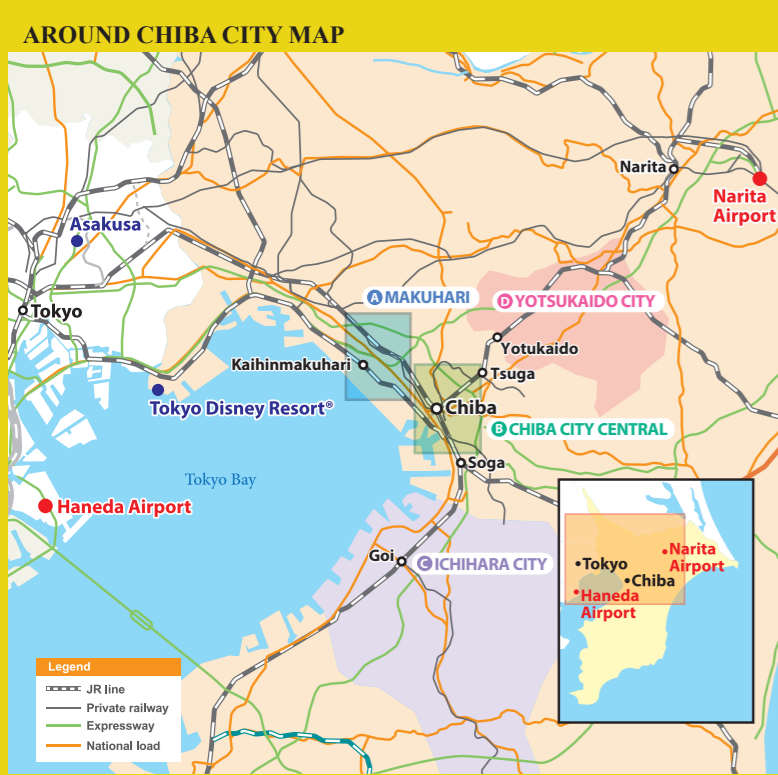 AROUND CHIBA CITY MAP
Narita
Narita
Airport
Asakusa
A MAKUHARI
D YOTSUKAIDO CITY
Tokyo
Yotukaido
Kaihinmakuhari
Tsuga
Tokyo Disney Resort®
Chiba
B CHIBA CITY CENTRAL
Soga
Tokyo Bay
Haneda Airport
Goi
C ICHIHARA CITY
Narita
Airport
Tokyo
Chiba
Haneda
Airport
Legend
JR line
Private railway
Expressway
National load